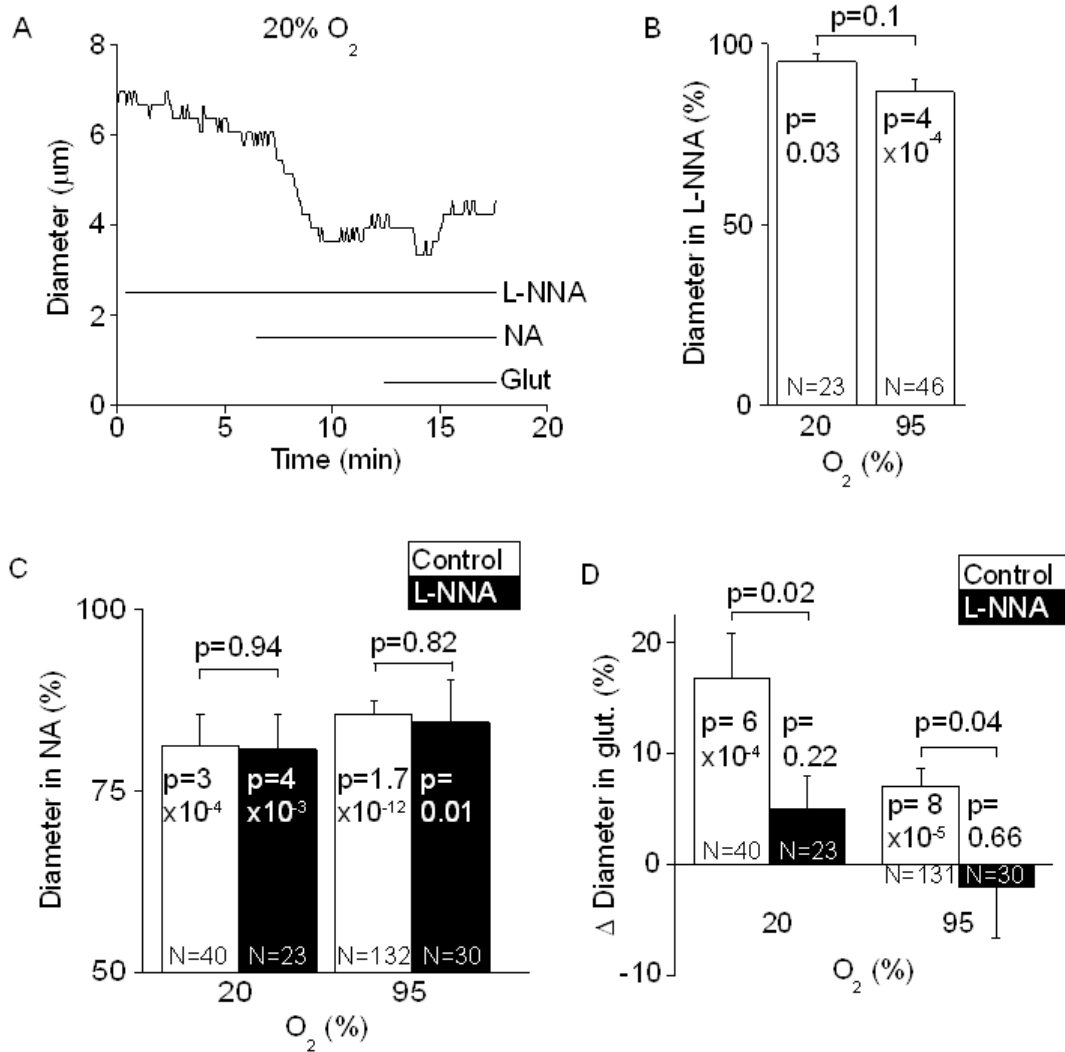 A
20% O2
8
6
4
2
0
Diameter (μm)
L-NNA
NA
Glut
0 5 10 15 20
Time (min)
B
p=0.1
100
50
0
Diameter in L-NNA (%)
p=
0.03
p=4
x10-4
N=23 N=46
20 95
O2 (%)
C
Control
L-NNA
100
75
50
Diameter in NA (%)
p=0.94
p=0.82
p=3
x10-4
p=4
x10-3
p=1.7
x10-12
p=
0.01
N=40 N=23 N=132 N=30
20 95
O2 (%)
D
Control
L-NNA
20
10
0
-10
Δ Diameter in glut. (%)
p=0.02
p=0.04
p= 6
x10-4
p=
0.22
p= 8
x10-5
p=
0.66
N=40 N=23
N=131 N=30
20 95
O2 (%)